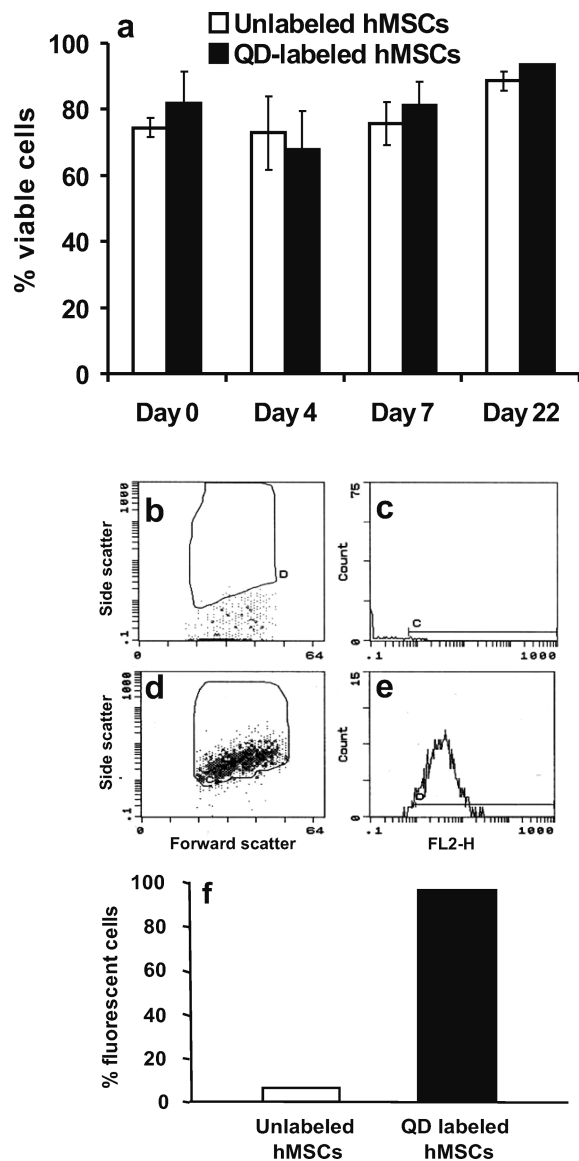 a
Unlabeled hMSCs
QD-labeled hMSCs
% viable cells
100
80
60
40
20
0
Day 0
Day 4
Day 7
Day 22
b
Side scatter
1000
.1
0
64
D
c
Count
75
0
.1
1000
C
d
Side scatter
1000
.1
0
64
Forward scatter
e
Count
15
0
.1
1000
D
FL2-H
f
% fluorescent cells
100
80
60
40
20
0
Unlabeled
hMSCs
QD labeled
hMSCs